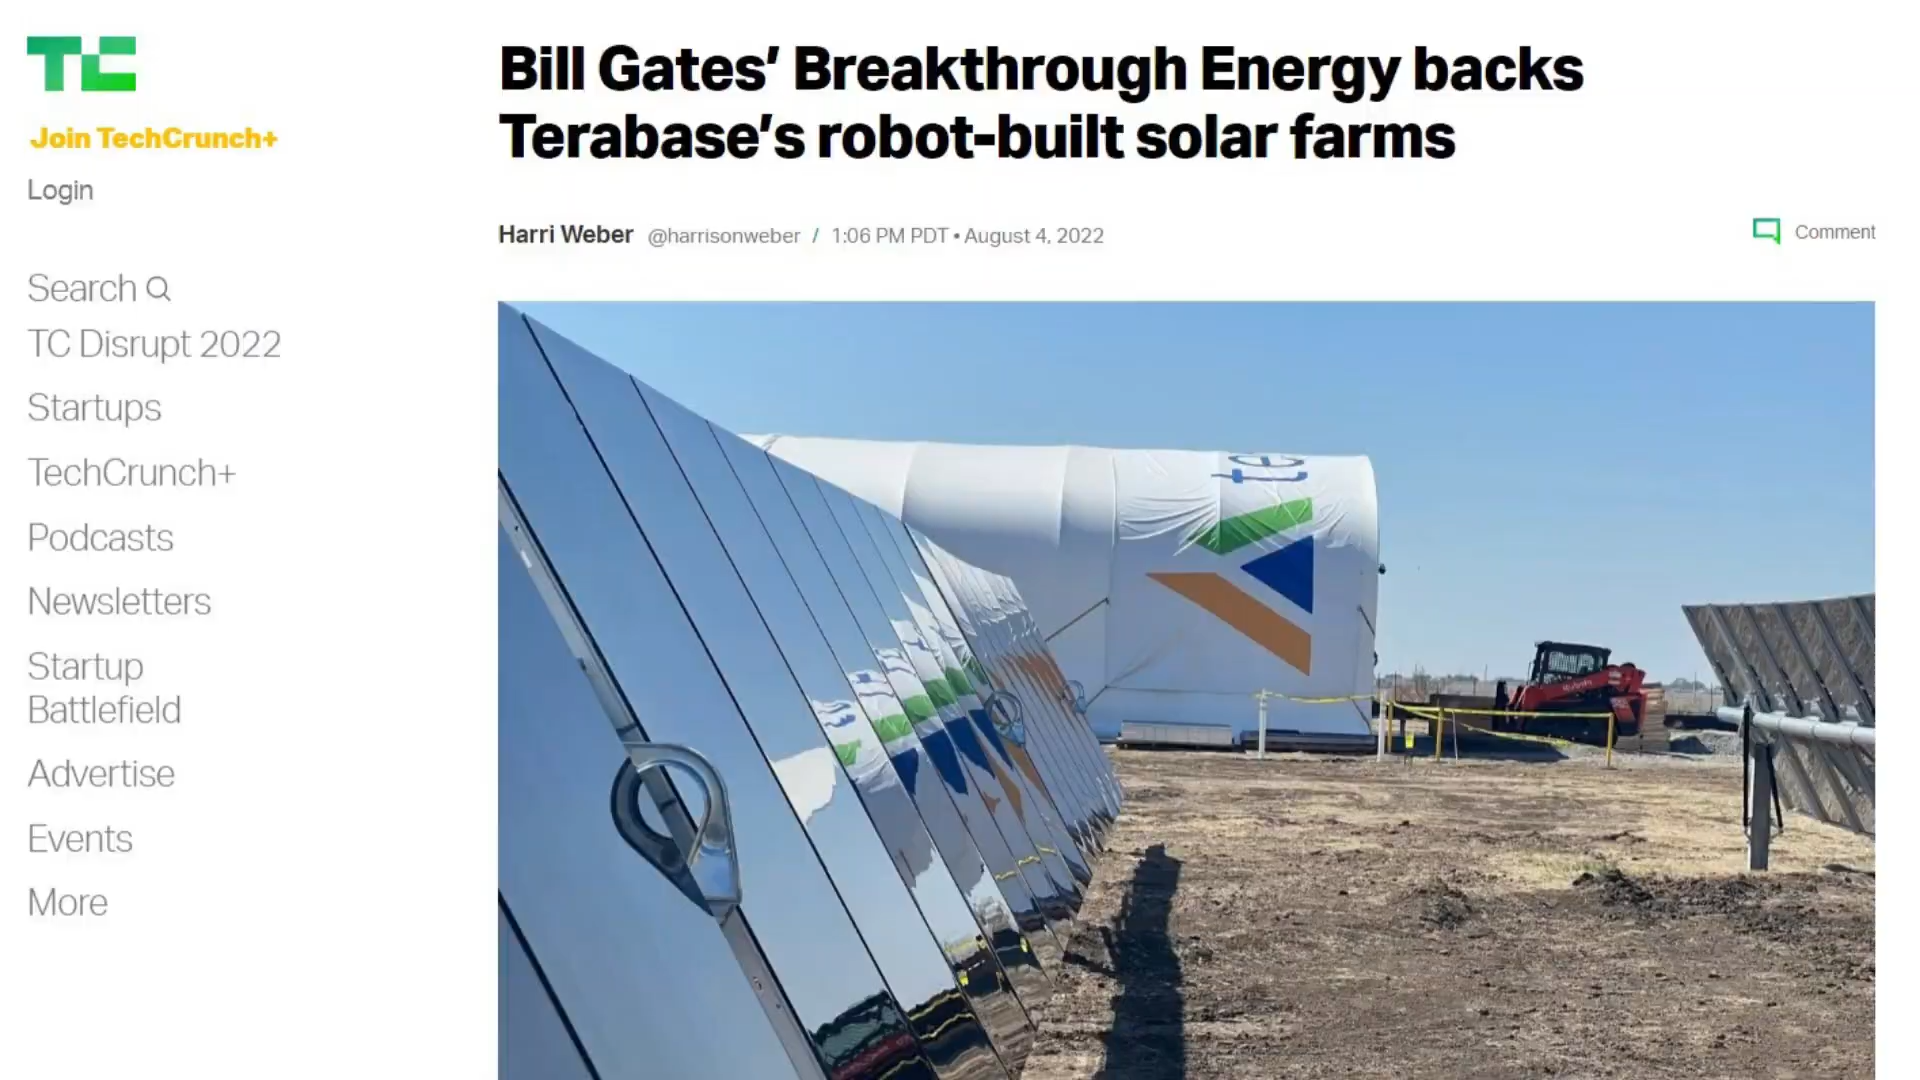 TC
Join TechCrunch+
Login
Search
TC Disrupt 2022
Startups
TechCrunch+
Podcasts
Newsletters
Startup
Battlefield
Advertise
Events
More
Bill Gates’ Breakthrough Energy backs
Terabase’s robot-built solar farms
Harri Weber @harrisonweber / 1:06 PM PDT • August 4, 2022
Comment
te
Kubota